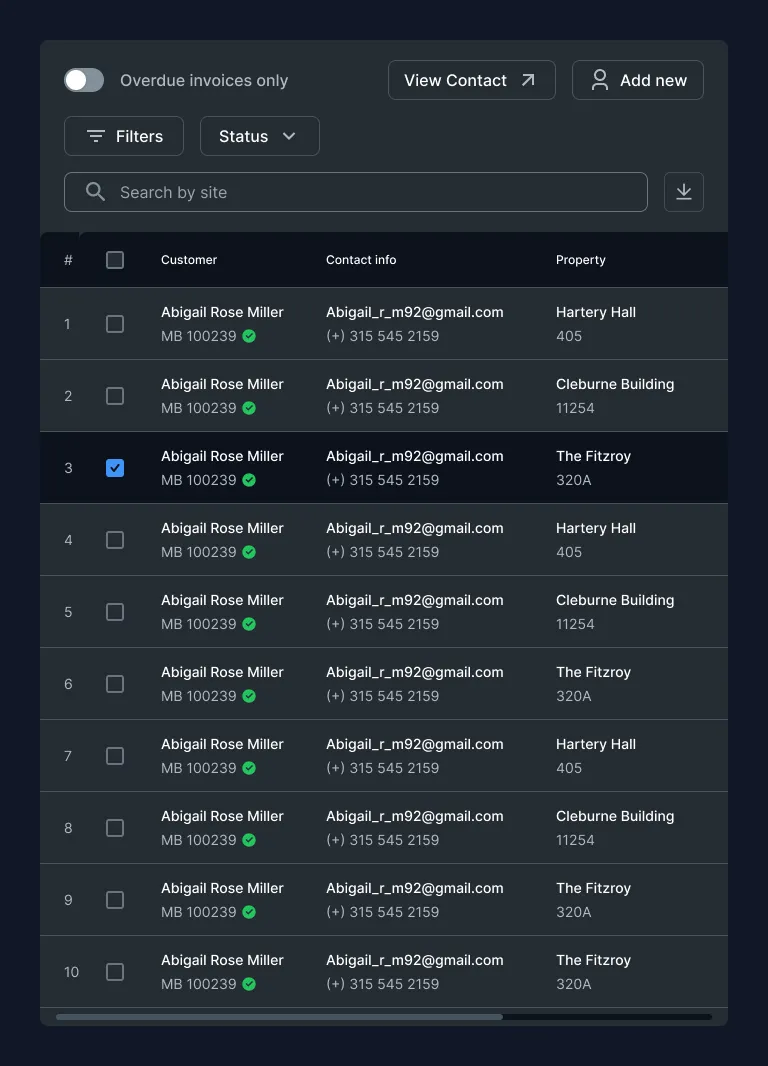 Overdue invoices only View Contact Add new
Filters Status
Search by site
# Customer Contact info Property
1 Abigail Rose Miller Abigail_r_m92@gmail.com Hartery Hall
MB 100239 (+) 315 545 2159 405
2 Abigail Rose Miller Abigail_r_m92@gmail.com Cleburne Building
MB 100239 (+) 315 545 2159 11254
3 Abigail Rose Miller Abigail_r_m92@gmail.com The Fitzroy
MB 100239 (+) 315 545 2159 320A
4 Abigail Rose Miller Abigail_r_m92@gmail.com Hartery Hall
MB 100239 (+) 315 545 2159 405
5 Abigail Rose Miller Abigail_r_m92@gmail.com Cleburne Building
MB 100239 (+) 315 545 2159 11254
6 Abigail Rose Miller Abigail_r_m92@gmail.com The Fitzroy
MB 100239 (+) 315 545 2159 320A
7 Abigail Rose Miller Abigail_r_m92@gmail.com Hartery Hall
MB 100239 (+) 315 545 2159 405
8 Abigail Rose Miller Abigail_r_m92@gmail.com Cleburne Building
MB 100239 (+) 315 545 2159 11254
9 Abigail Rose Miller Abigail_r_m92@gmail.com The Fitzroy
MB 100239 (+) 315 545 2159 320A
10 Abigail Rose Miller Abigail_r_m92@gmail.com The Fitzroy
MB 100239 (+) 315 545 2159 320A